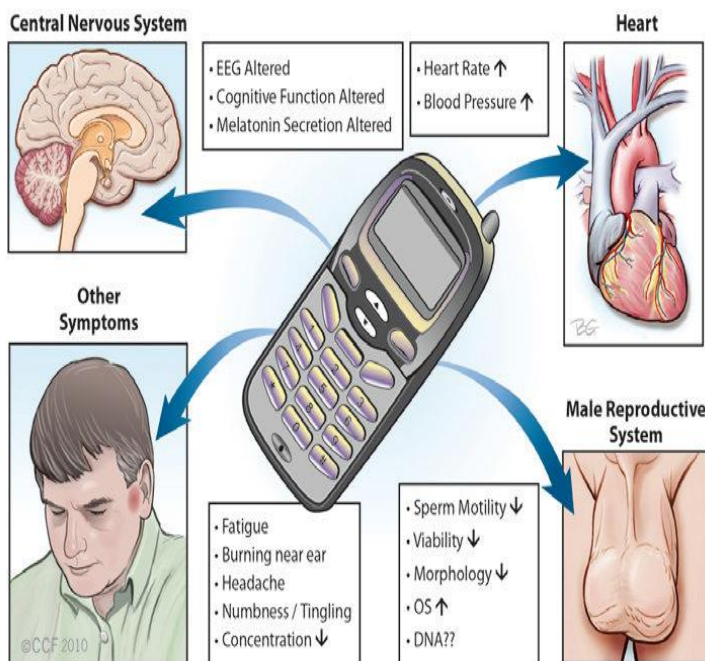 Central Nervous System
• EEG Altered
• Cognitive Function Altered
• Melatonin Secretion Altered
• Heart Rate ↑
• Blood Pressure ↑
Heart
BG.
Other
Symptoms
• Fatigue
• Burning near ear
• Headache
• Numbness / Tingling
• Concentration ↓
• Sperm Motility ↓
• Viability ↓
• Morphology ↓
• OS ↑
• DNA??
Male Reproductive
System
©CCF 2010